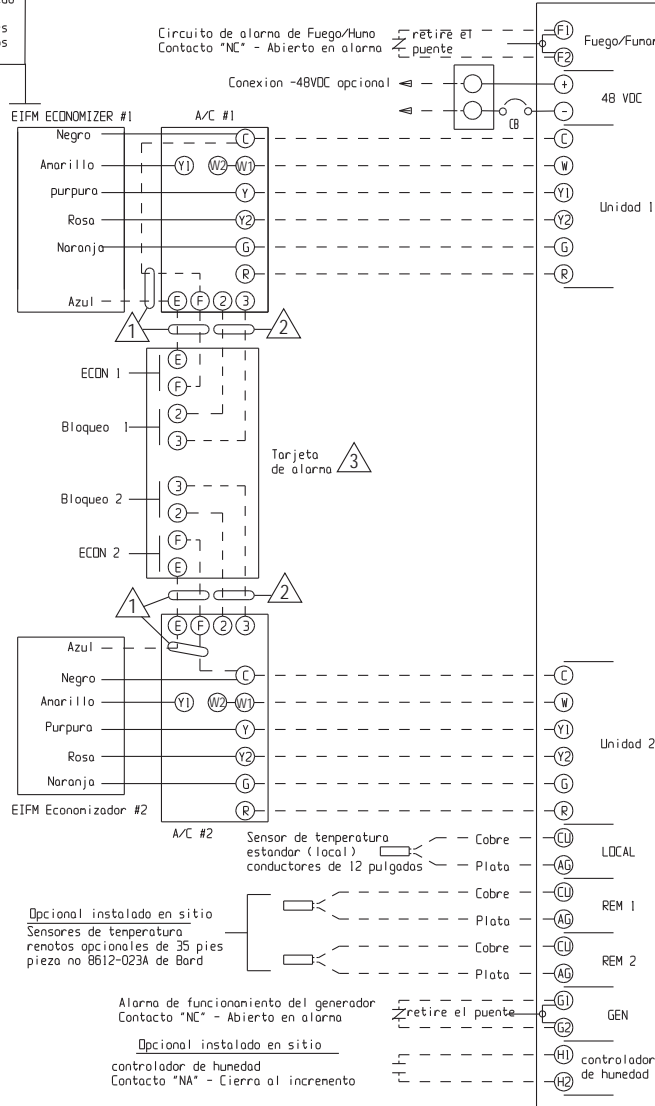 do
s
os
Circuito de alarma de Fuego/Humo
Contacto "NC" - Abierto en alarma
retire el
puente
F1
F2
Fuego/Fumar
Conexion -48VDC opcional
+
-
CB
48 VDC
EIFM ECONOMIZER #1
A/C #1
Negro
C
C
Amarillo
Y1
W2
W1
W
purpura
Y
Y1
Rosa
Y2
Y2
Unidad 1
Naranja
G
G
R
R
Azul
E
F
2
3
1
2
E
ECON 1
F
2
Bloqueo 1
3
Tarjeta
de alarma
3
3
Bloqueo 2
2
F
ECON 2
E
1
2
E
F
2
3
Azul
Negro
C
C
Amarillo
Y1
W2
W1
W
Purpura
Y
Y1
Rosa
Y2
Y2
Unidad 2
Naranja
G
G
EIFM Economizador #2
R
R
A/C #2
Sensor de temperatura
estandar (local)
conductores de 12 pulgadas
Cobre
CU
Plata
AG
LOCAL
Opcional instalado en sitio
Sensores de temperatura
remotos opcionales de 35 pies
pieza no 8612-023A de Bard
Cobre
CU
Plata
AG
REM 1
Cobre
CU
Plata
AG
REM 2
Alarma de funcionamiento del generador
Contacto "NC" - Abierto en alarma
retire el puente
G1
G2
GEN
Opcional instalado en sitio
controlador de humedad
Contacto "NA" - Cierra al incremento
H1
H2
controlador
de humedad